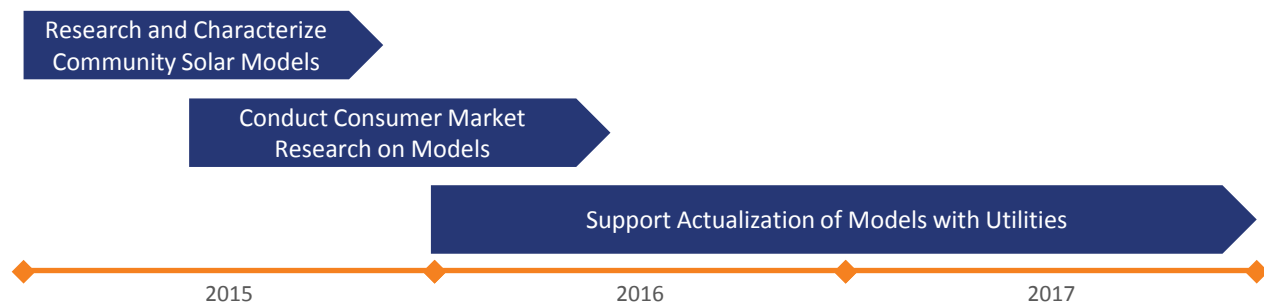 Research and Characterize
Community Solar Models
Conduct Consumer Market
Research on Models
Support Actualization of Models with Utilities
2015
2016
2017